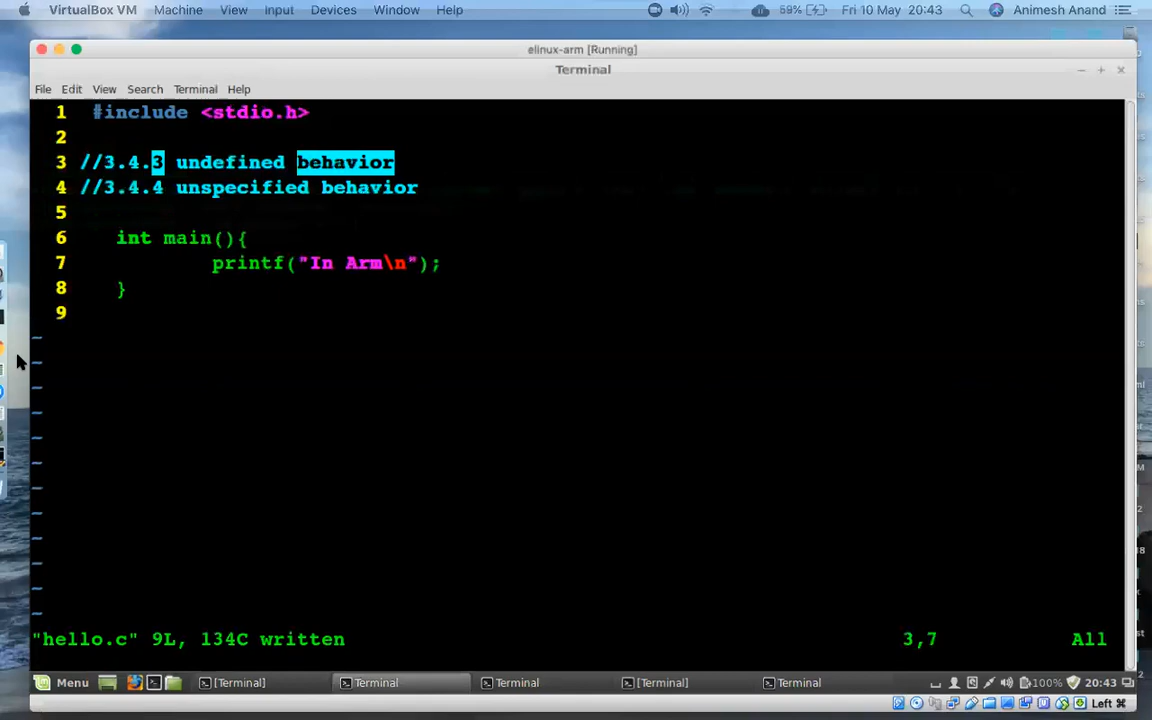 VirtualBox VM Machine View Input Devices Window Help 59% Fri 10 May 20:43 Animesh Anand
elinux-arm [Running]
Terminal
File Edit View Search Terminal Help
1 #include <stdio.h>
2
3 //3.4.3 undefined behavior
4 //3.4.4 unspecified behavior
5
6 int main(){
7 printf("In Arm\n");
8 }
9
~
~
~
~
~
~
~
~
~
~
~
~
"hello.c" 9L, 134C written 3,7 All
Menu [Terminal] Terminal Terminal [Terminal] Terminal 100% 20:43
Left ⌘